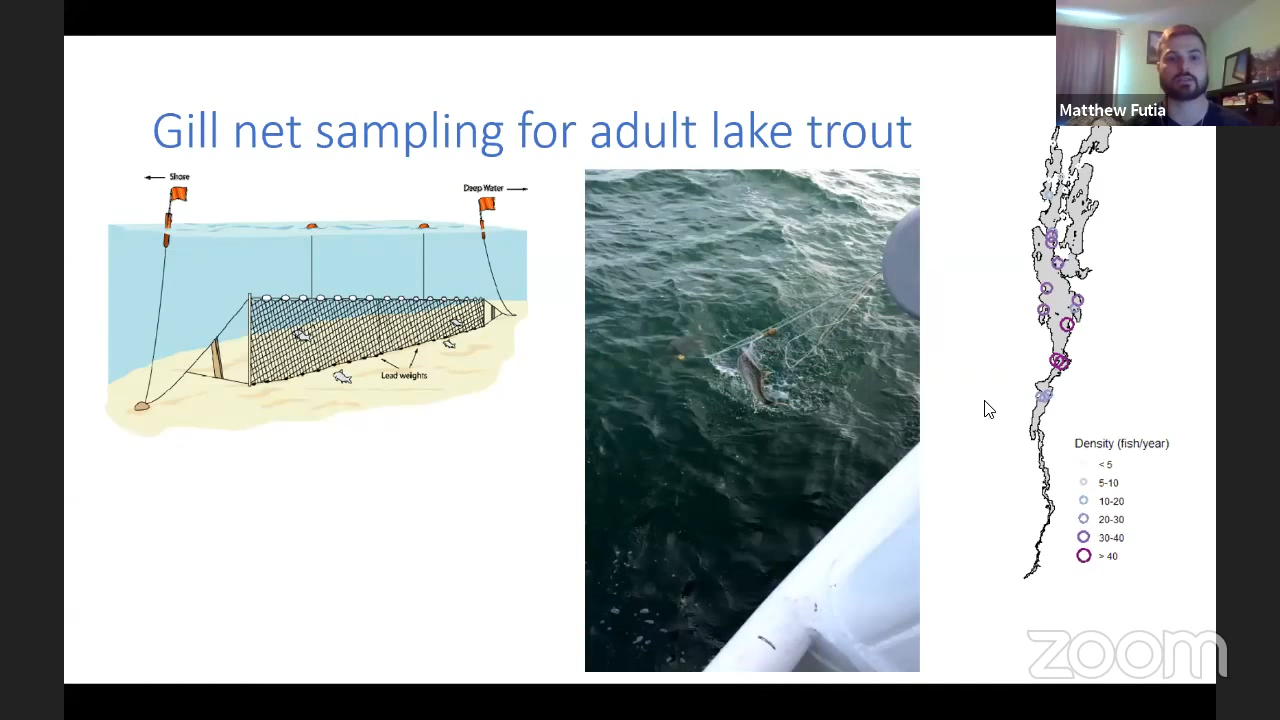 Matthew Futia
Gill net sampling for adult lake trout
Shore
Deep Water
Lead weights
Density (fish/year)
< 5
5-10
10-20
20-30
30-40
> 40
zoom